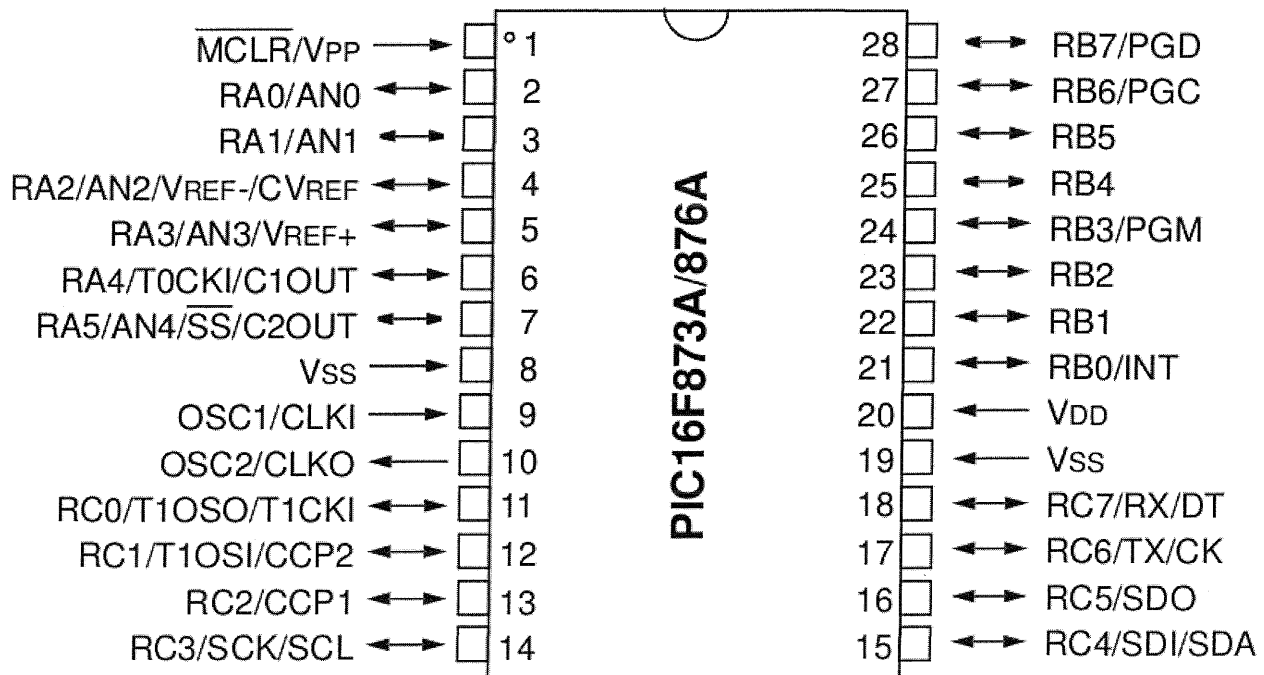 MCLR/VPP 1 28 RB7/PGD
RA0/AN0 2 27 RB6/PGC
RA1/AN1 3 26 RB5
RA2/AN2/VREF-/CVREF 4 25 RB4
RA3/AN3/VREF+ 5 24 RB3/PGM
RA4/T0CKI/C1OUT 6 23 RB2
RA5/AN4/SS/C2OUT 7 22 RB1
VSS 8 21 RB0/INT
OSC1/CLKI 9 20 VDD
OSC2/CLKO 10 19 VSS
RC0/T1OSO/T1CKI 11 18 RC7/RX/DT
RC1/T1OSI/CCP2 12 17 RC6/TX/CK
RC2/CCP1 13 16 RC5/SDO
RC3/SCK/SCL 14 15 RC4/SDI/SDA
PIC16F873A/876A